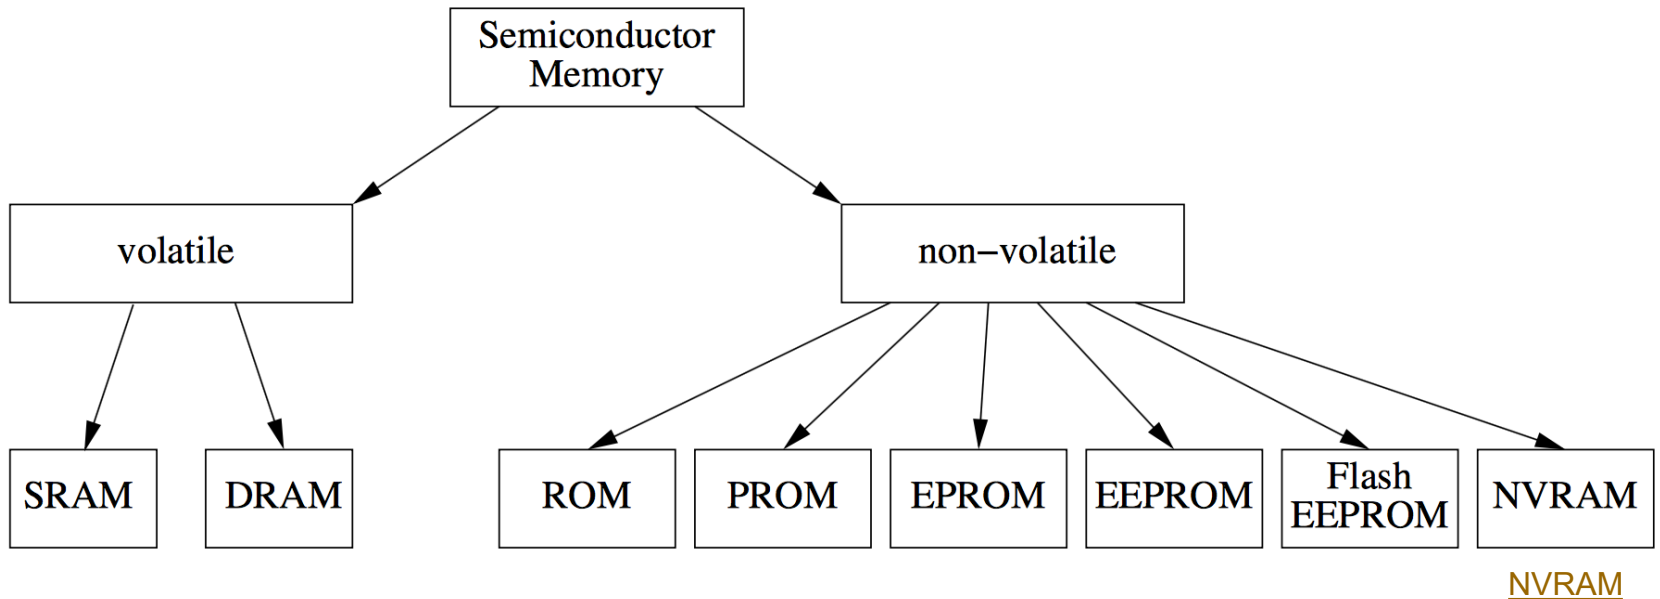 Semiconductor
Memory
volatile
non−volatile
SRAM
DRAM
ROM
PROM
EPROM
EEPROM
Flash
EEPROM
NVRAM
NVRAM